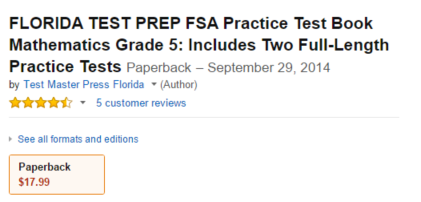 FLORIDA TEST PREP FSA Practice Test Book
Mathematics Grade 5: Includes Two Full-Length
Practice Tests Paperback – September 29, 2014
by Test Master Press Florida (Author)
5 customer reviews
See all formats and editions
Paperback
$17.99